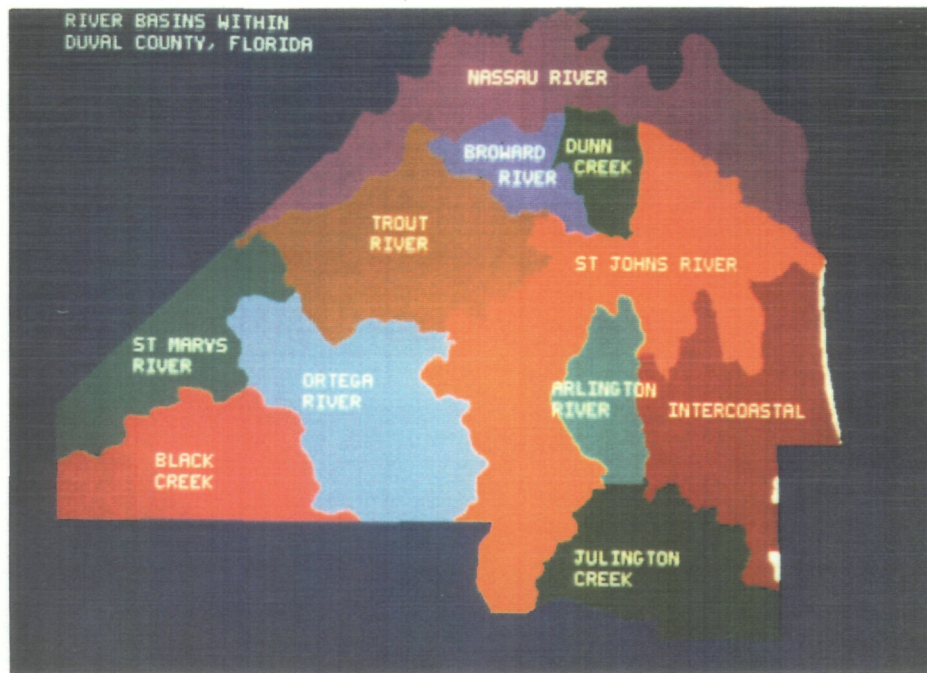 RIVER BASINS WITHIN
DUVAL COUNTY, FLORIDA
NASSAU RIVER
BROWARD
RIVER
DUNN
CREEK
TROUT
RIVER
ST JOHNS RIVER
ST MARYS
RIVER
ORTEGA
RIVER
ARLINGTON
RIVER
INTERCOASTAL
BLACK
CREEK
JULINGTON
CREEK